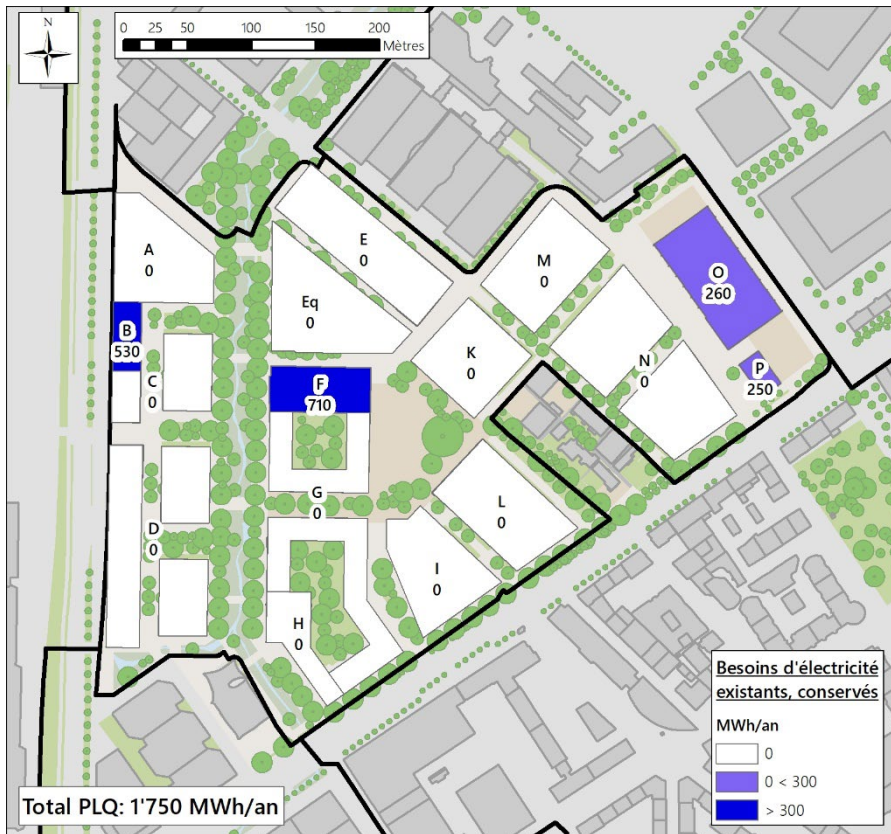 N
0 25 50 100 150 200
Mètres
A
0
E
0
M
0
O
260
Eq
0
B
530
K
0
N
0
P
250
C
0
F
710
G
0
L
0
D
0
I
0
H
0
Besoins d'électricité
existants, conservés
MWh/an
0
0 < 300
> 300
Total PLQ: 1'750 MWh/an